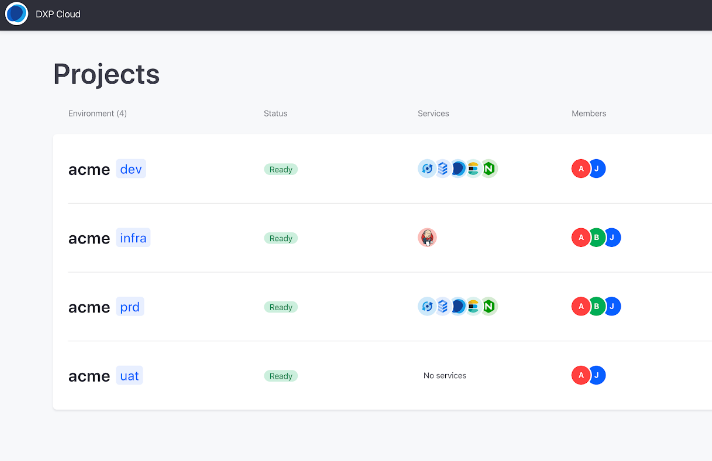 DXP Cloud
Projects
Environment (4) Status Services Members
acme dev Ready A J
acme infra Ready A B J
acme prd Ready A B J
acme uat Ready No services A J